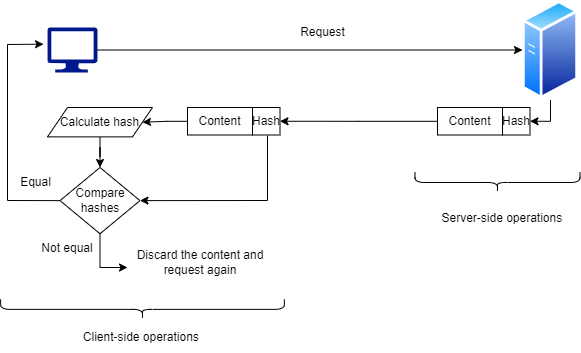 Request
Calculate hash
Content
Hash
Content
Hash
Equal
Compare
hashes
Server-side operations
Not equal
Discard the content and
request again
Client-side operations